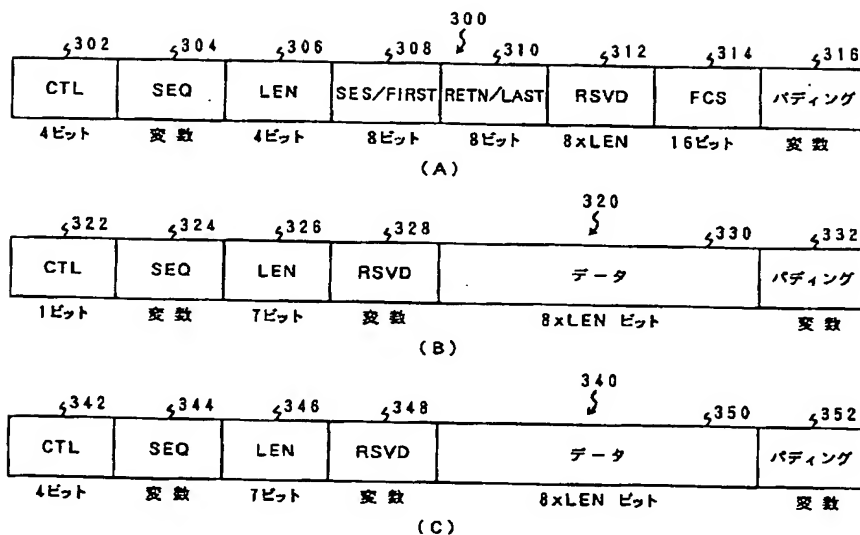 300
302 304 306 308 310 312 314 316
CTL SEQ LEN SES/FIRST RETN/LAST RSVD FCS パディング
4ビット 変数 4ビット 8ビット 8ビット 8xLEN 16ビット 変数
(A)
320
322 324 326 328 330 332
CTL SEQ LEN RSVD データ パディング
1ビット 変数 7ビット 変数 8xLEN ビット 変数
(B)
340
342 344 346 348 350 352
CTL SEQ LEN RSVD データ パディング
4ビット 変数 7ビット 変数 8xLEN ビット 変数
(C)